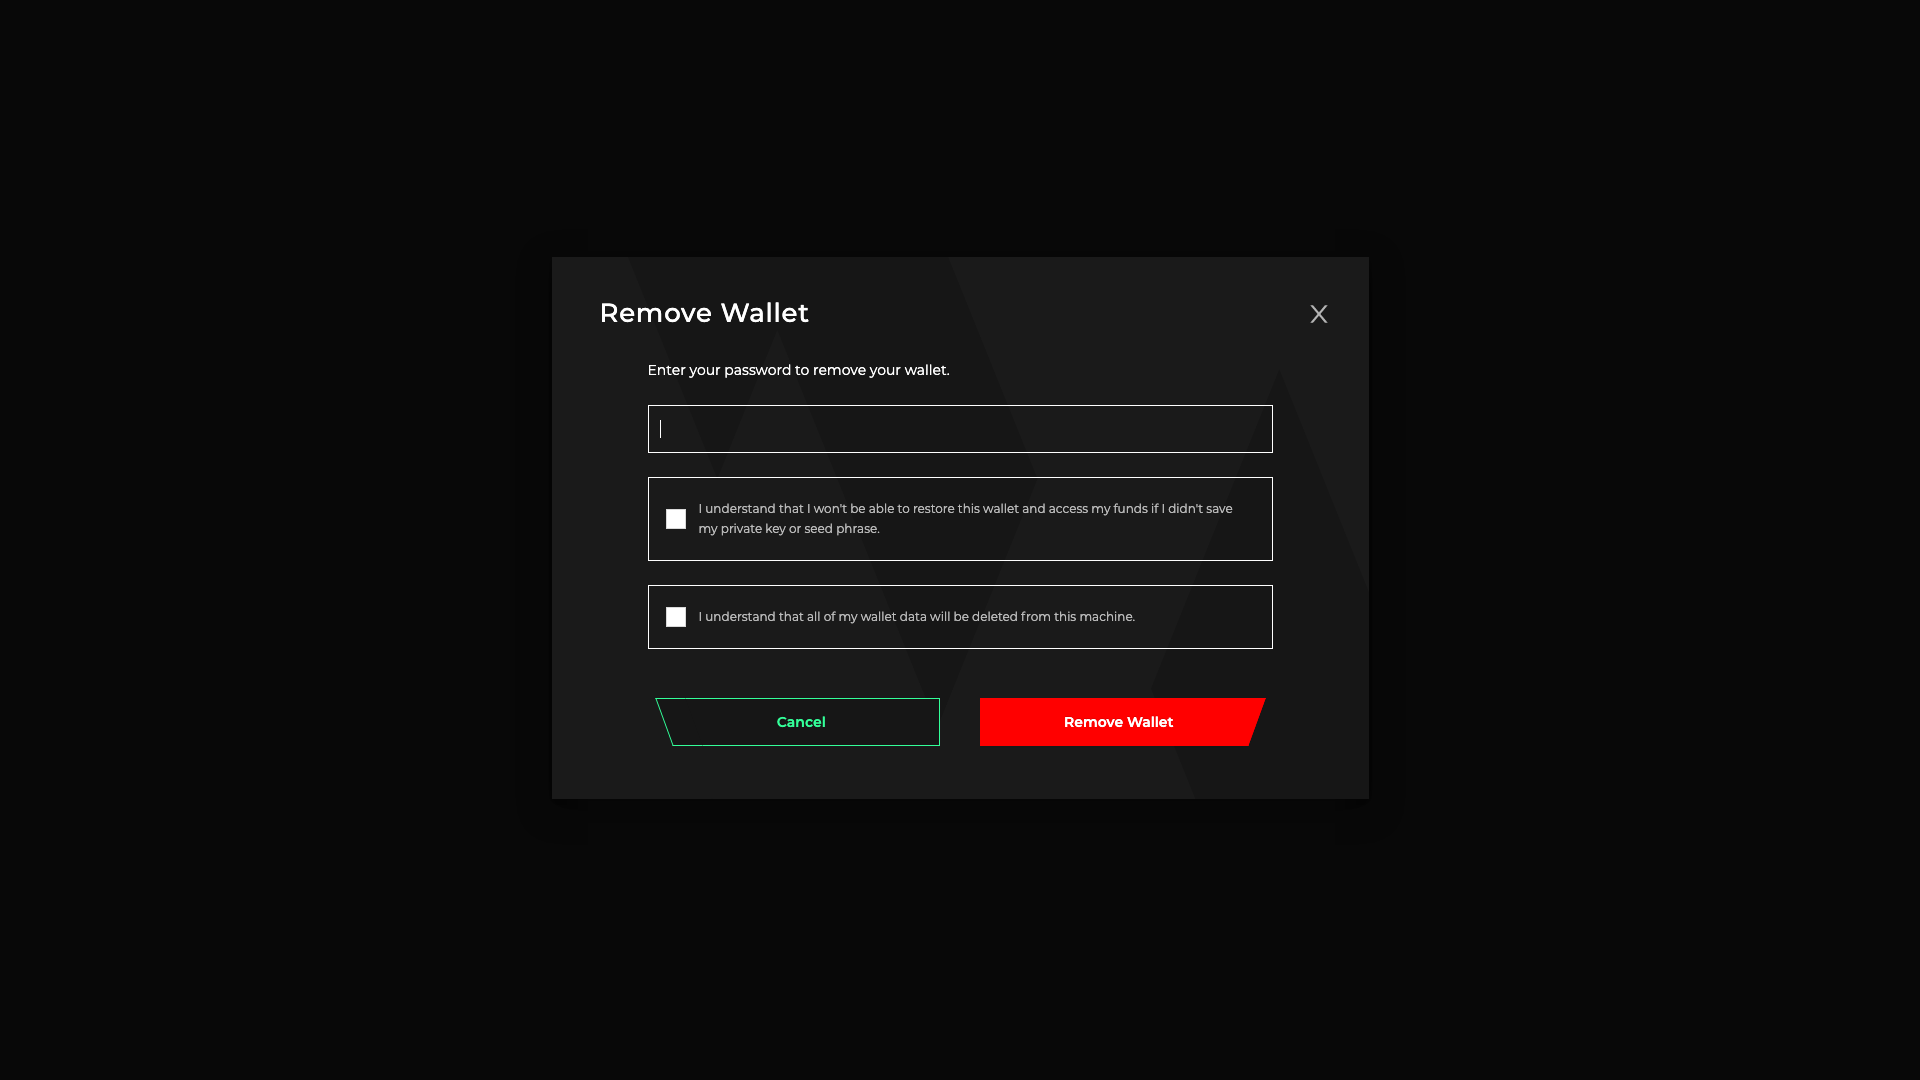 Remove Wallet
X
Enter your password to remove your wallet.
I understand that I won't be able to restore this wallet and access my funds if I didn't save
my private key or seed phrase.
I understand that all of my wallet data will be deleted from this machine.
Cancel
Remove Wallet